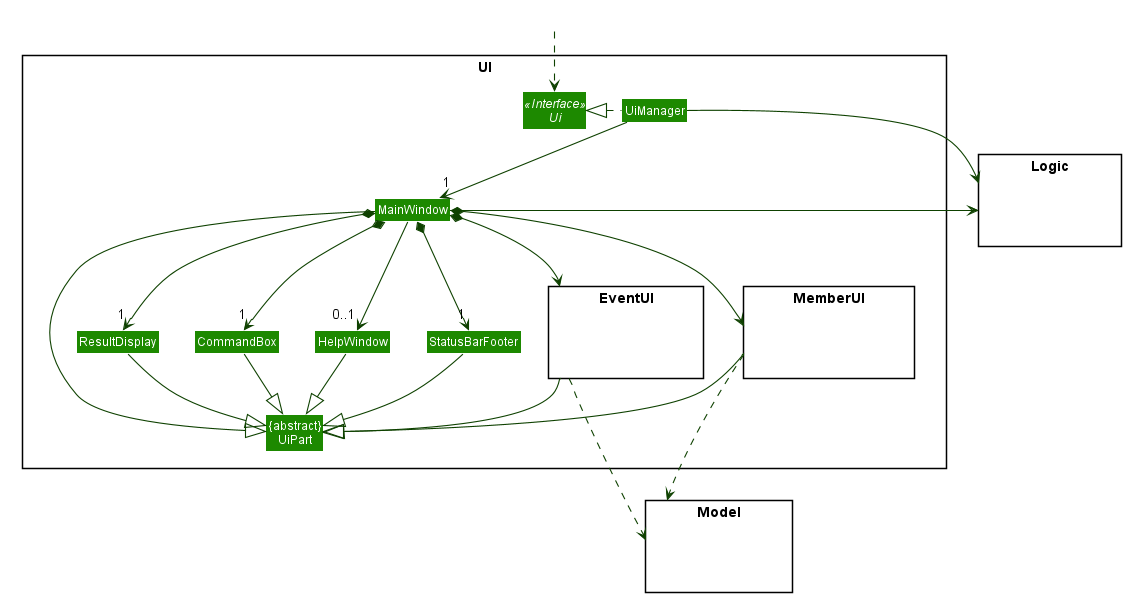 UI
«Interface»
Ui
UiManager
Logic
1
MainWindow
EventUI
MemberUI
1
1
0..1
1
ResultDisplay
CommandBox
HelpWindow
StatusBarFooter
{abstract}
UiPart
Model